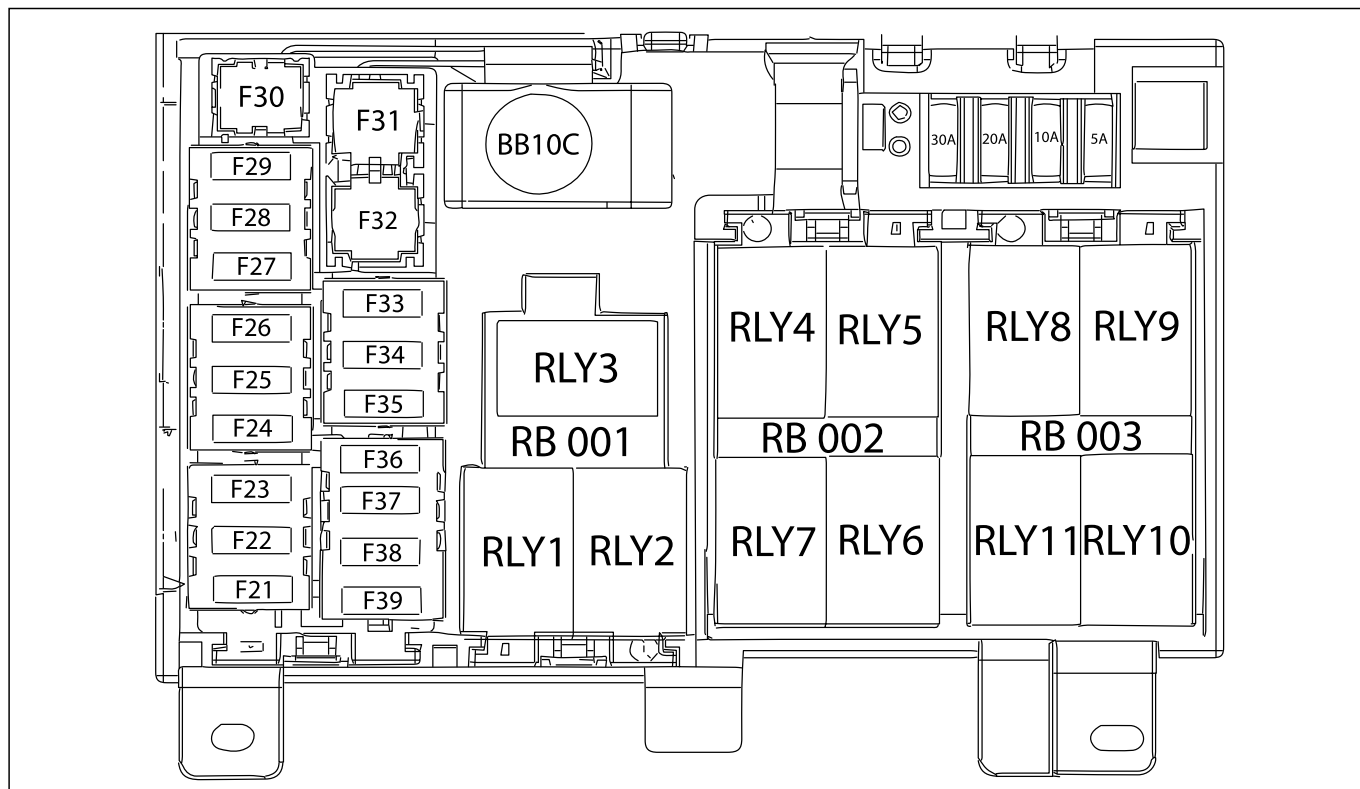 F30
F31
BB10C
30A 20A 10A 5A
F29
F28
F27
F32
F26
F25
F24
F33
F34
F35
F23
F22
F21
F36
F37
F38
F39
RLY3
RB 001
RLY1 RLY2
RLY4 RLY5
RB 002
RLY7 RLY6
RLY8 RLY9
RB 003
RLY11 RLY10